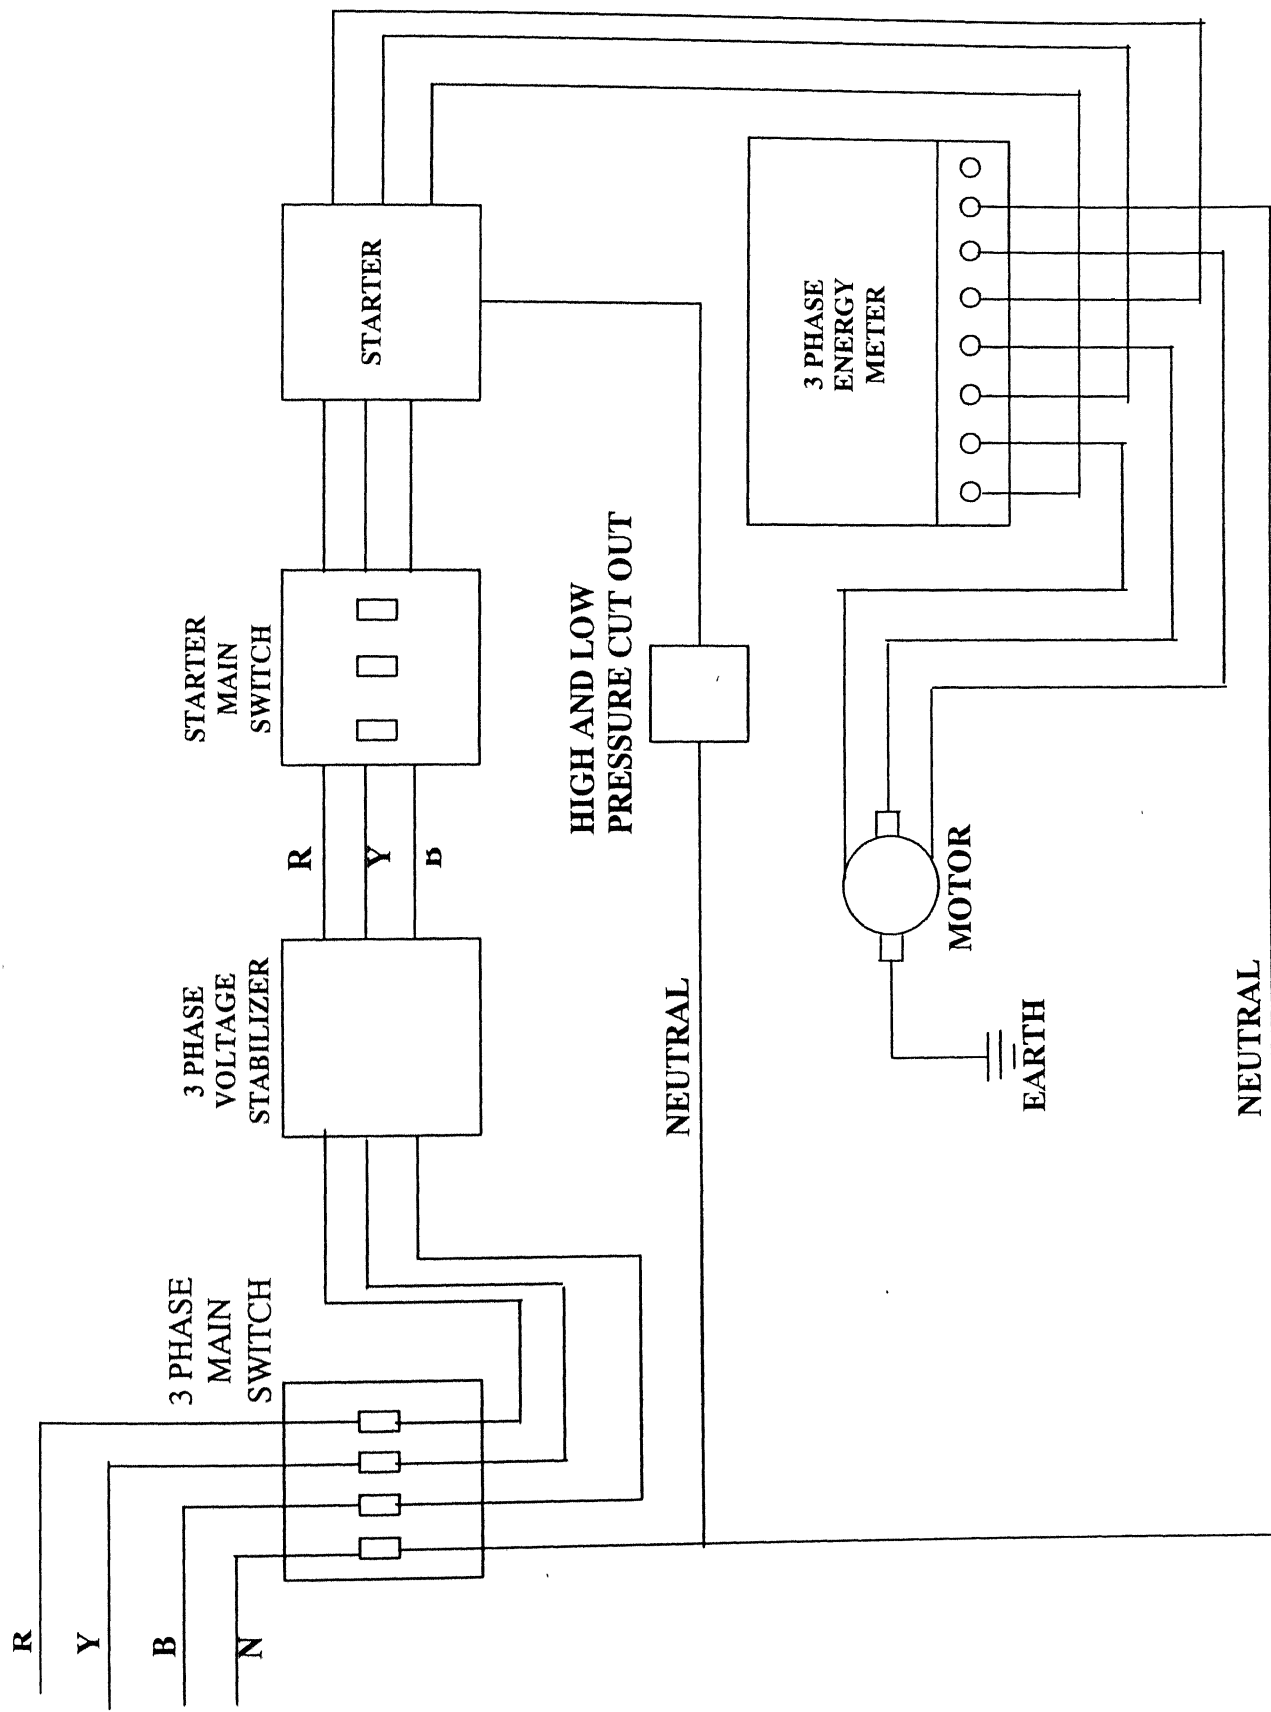 R
Y
B
N
3 PHASE
MAIN
SWITCH
3 PHASE
VOLTAGE
STABILIZER
R
Y
B
STARTER
MAIN
SWITCH
STARTER
HIGH AND LOW
PRESSURE CUT OUT
NEUTRAL
3 PHASE
ENERGY
METER
MOTOR
EARTH
NEUTRAL